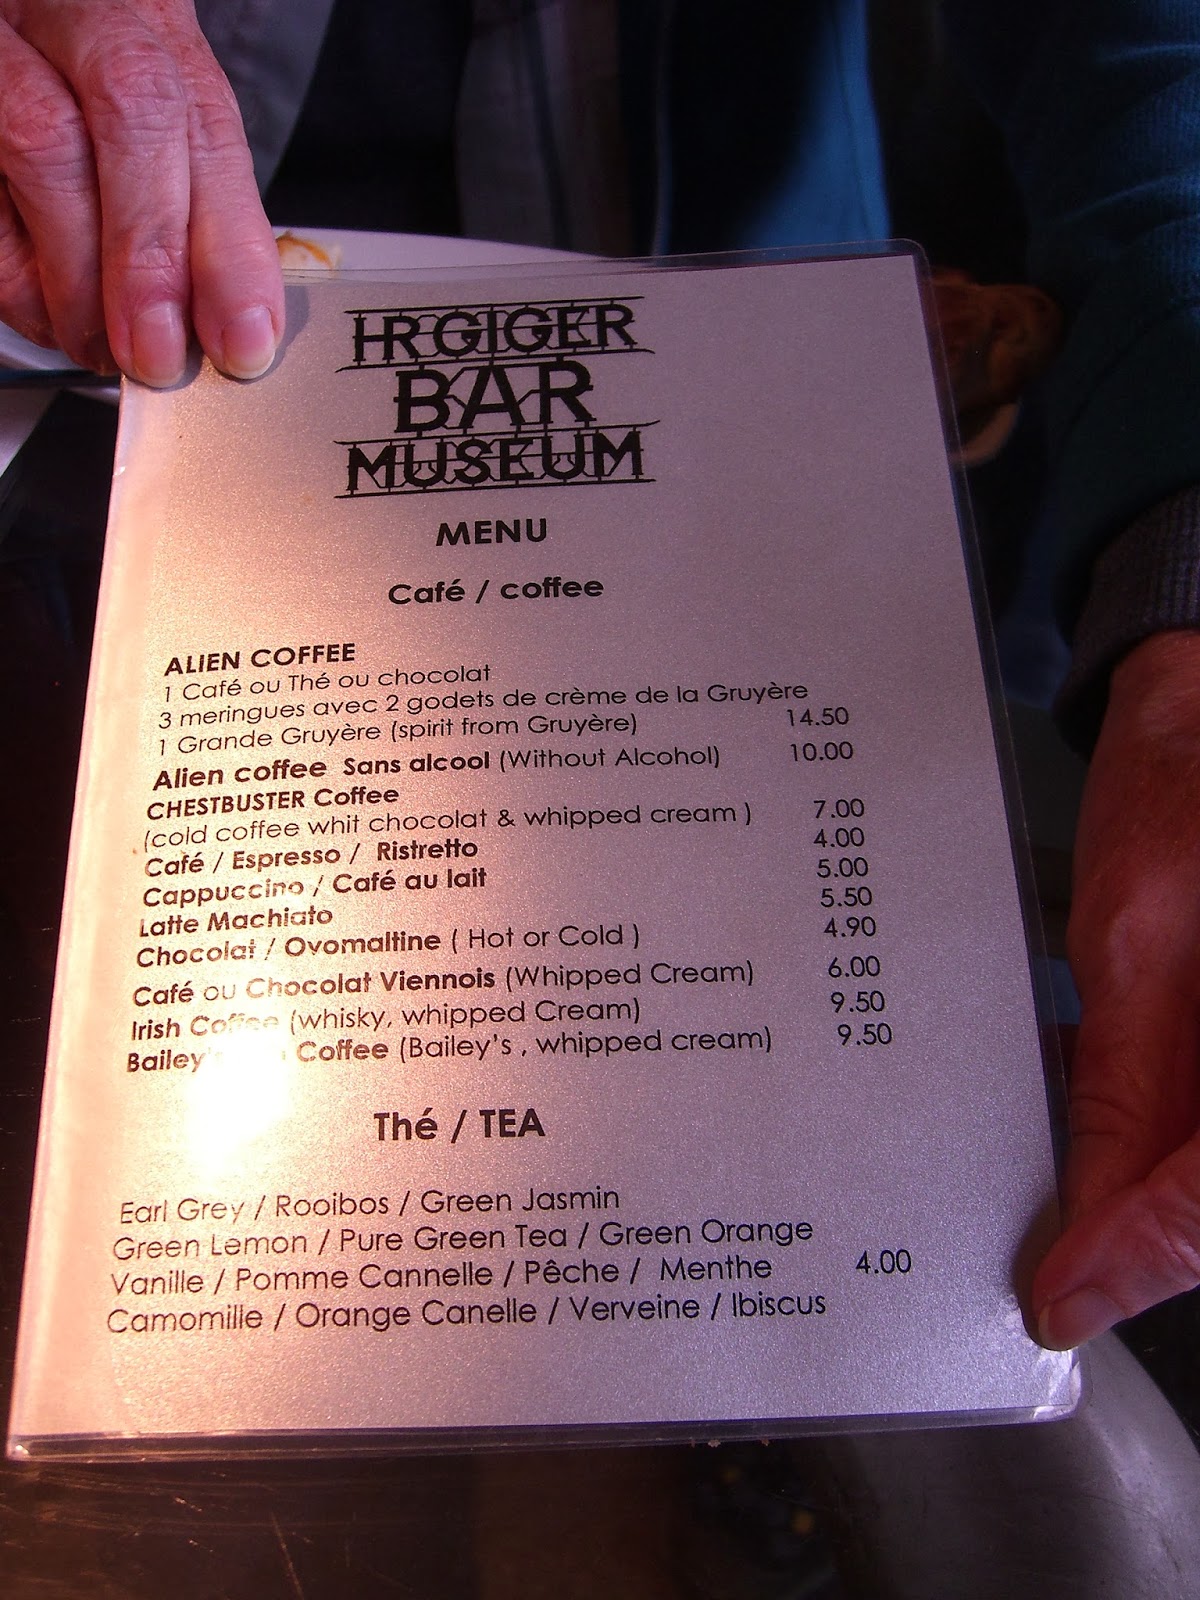 HR GIGER
BAR
MUSEUM
MENU
Café / coffee
ALIEN COFFEE
1 Café ou Thé ou chocolat
3 meringues avec 2 godets de crème de la Gruyère
1 Grande Gruyère (spirit from Gruyère) 14.50
Alien coffee Sans alcool (Without Alcohol) 10.00
CHESTBUSTER Coffee
(cold coffee whit chocolat & whipped cream ) 7.00
Café / Espresso / Ristretto 4.00
Cappuccino / Café au lait 5.00
Latte Machiato 5.50
Chocolat / Ovomaltine ( Hot or Cold ) 4.90
Café ou Chocolat Viennois (Whipped Cream) 6.00
Irish Coffee (whisky, whipped Cream) 9.50
Bailey's Coffee (Bailey's , whipped cream) 9.50
Thé / TEA
Earl Grey / Rooibos / Green Jasmin
Green Lemon / Pure Green Tea / Green Orange
Vanille / Pomme Cannelle / Pêche / Menthe 4.00
Camomille / Orange Canelle / Verveine / Ibiscus